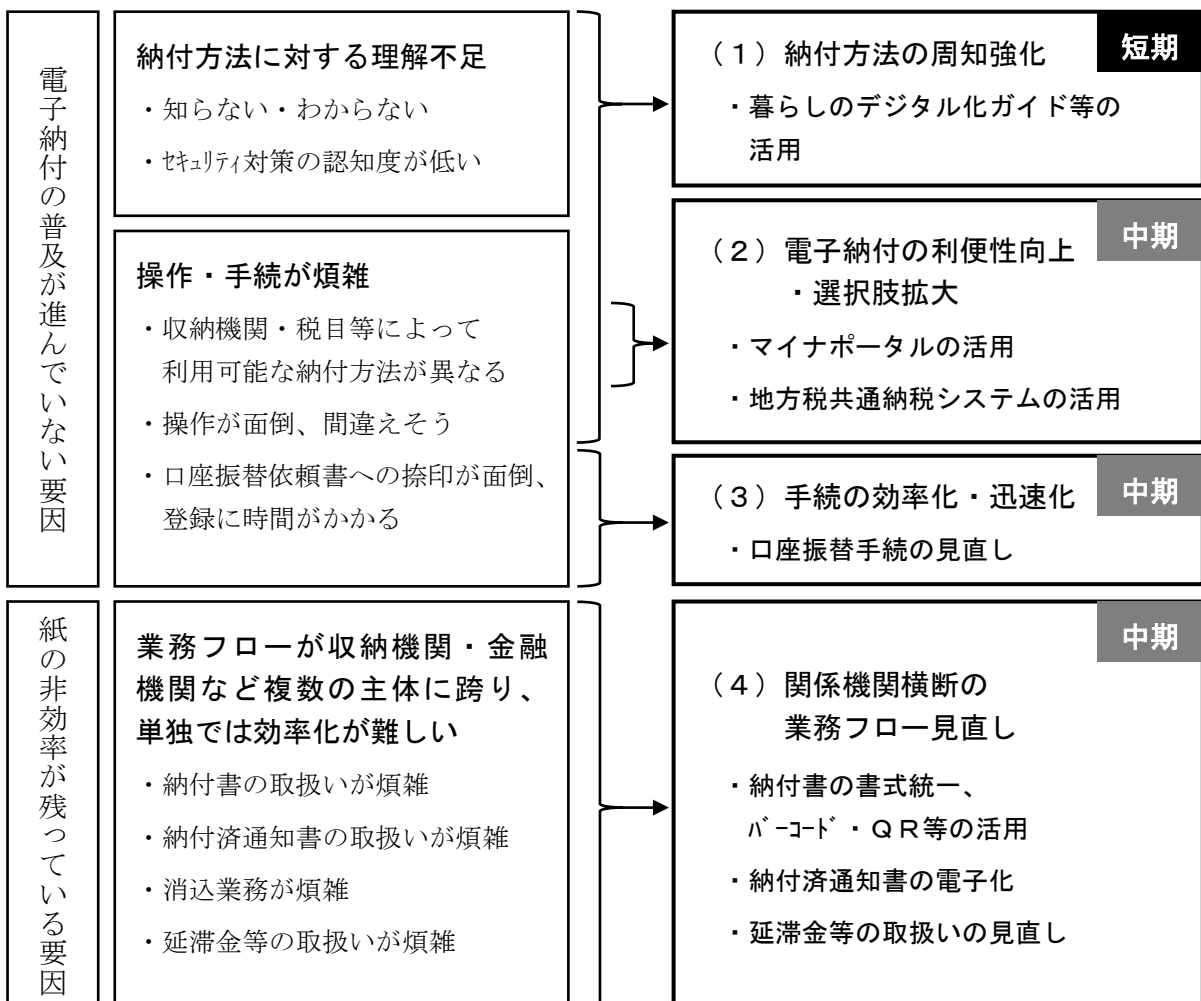 電子納付の普及が進んでいない要因
納付方法に対する理解不足
・知らない・わからない
・ｾｷｭﾘﾃｨ対策の認知度が低い
操作・手続が煩雑
・収納機関・税目等によって
利用可能な納付方法が異なる
・操作が面倒、間違えそう
・口座振替依頼書への捺印が面倒、
登録に時間がかかる
短期
（１）納付方法の周知強化
・暮らしのデジタル化ガイド等の
活用
中期
（２）電子納付の利便性向上
・選択肢拡大
・マイナポータルの活用
・地方税共通納税システムの活用
中期
（３）手続の効率化・迅速化
・口座振替手続の見直し
紙の非効率が残っている要因
業務フローが収納機関・金融
機関など複数の主体に跨り、
単独では効率化が難しい
・納付書の取扱いが煩雑
・納付済通知書の取扱いが煩雑
・消込業務が煩雑
・延滞金等の取扱いが煩雑
中期
（４）関係機関横断の
業務フロー見直し
・納付書の書式統一、
ﾊﾞｰｺｰﾄﾞ・ＱＲ等の活用
・納付済通知書の電子化
・延滞金等の取扱いの見直し